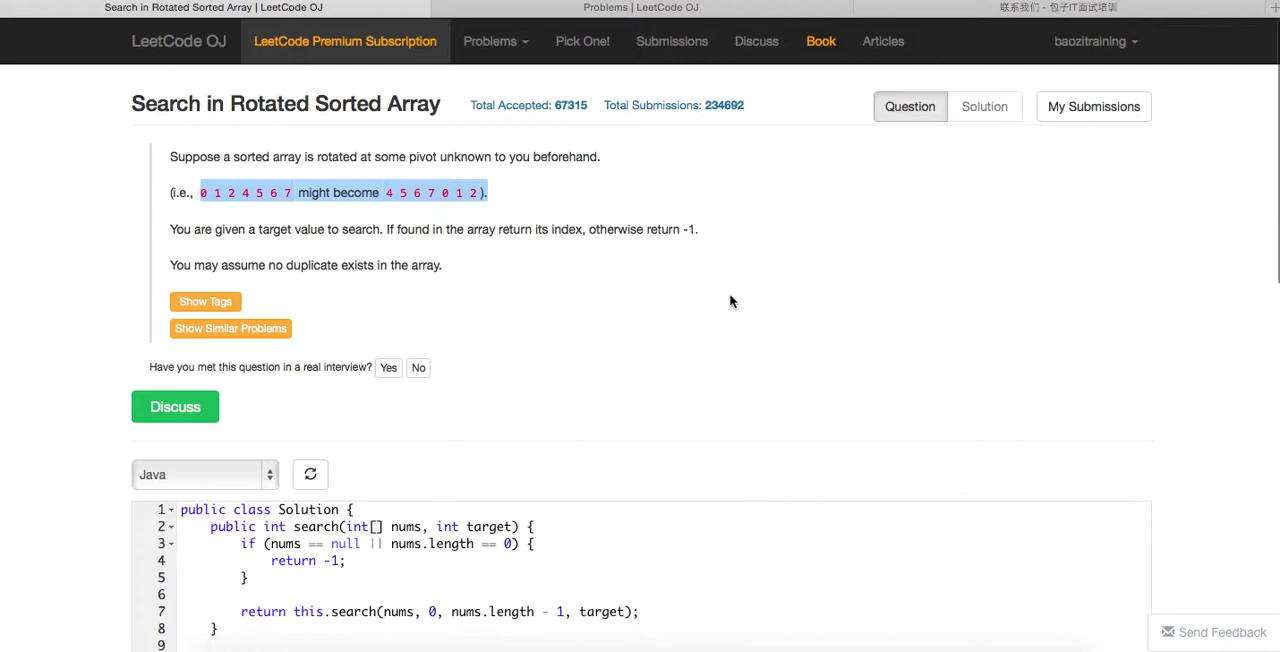 Search in Rotated Sorted Array | LeetCode OJ
Problems | LeetCode OJ
联系我们 - 包子IT面试培训
LeetCode OJ
LeetCode Premium Subscription
Problems
Pick One!
Submissions
Discuss
Book
Articles
baozitraining
Search in Rotated Sorted Array
Total Accepted: 67315
Total Submissions: 234692
Question
Solution
My Submissions
Suppose a sorted array is rotated at some pivot unknown to you beforehand.
(i.e., 0 1 2 4 5 6 7 might become 4 5 6 7 0 1 2).
You are given a target value to search. If found in the array return its index, otherwise return -1.
You may assume no duplicate exists in the array.
Show Tags
Show Similar Problems
Have you met this question in a real interview? Yes No
Discuss
Java
1 public class Solution {
2 public int search(int[] nums, int target) {
3 if (nums == null || nums.length == 0) {
4 return -1;
5 }
6
7 return this.search(nums, 0, nums.length - 1, target);
8 }
9
Send Feedback